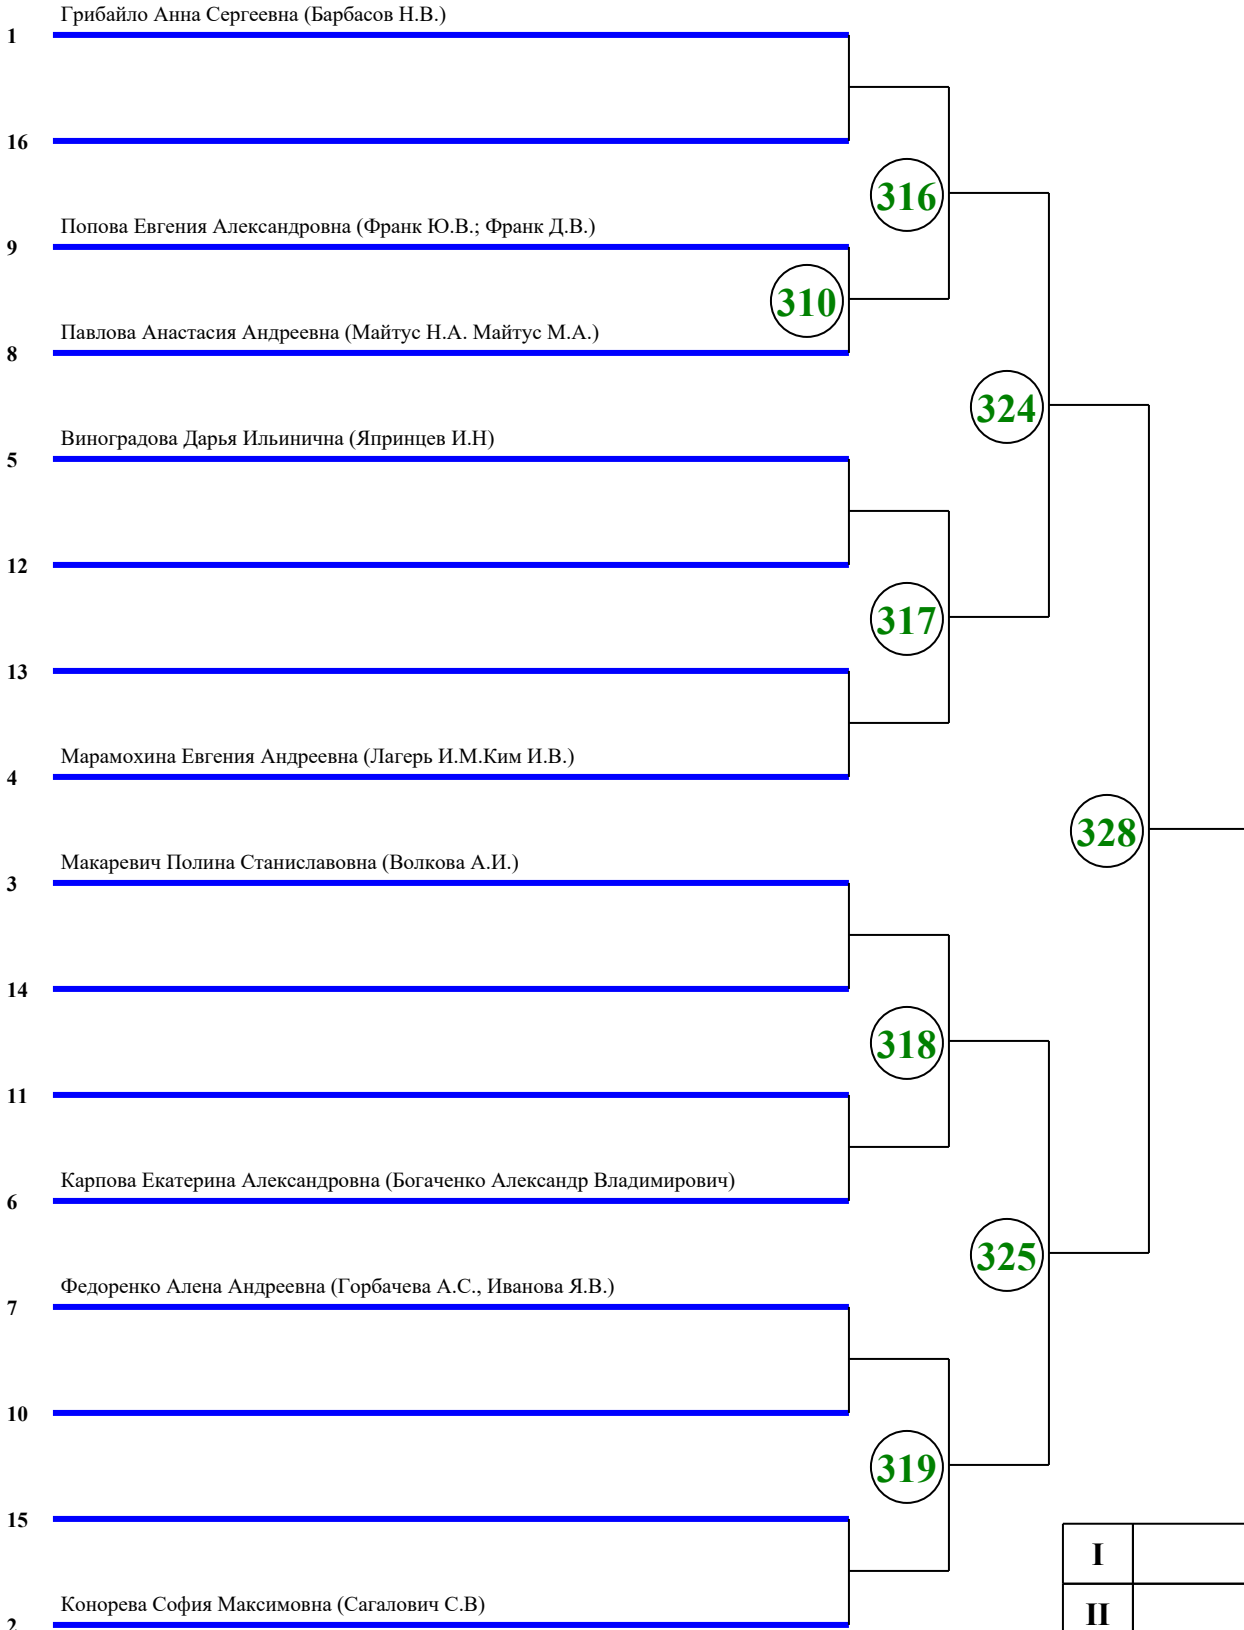 Грибайло Анна Сергеевна (Барбасов Н.В.)
1
16
316
Попова Евгения Александровна (Франк Ю.В.; Франк Д.В.)
9
310
Павлова Анастасия Андреевна (Майтус Н.А. Майтус М.А.)
8
324
Виноградова Дарья Ильинична (Япринцев И.Н)
5
12
317
13
Марамохина Евгения Андреевна (Лагерь И.М.Ким И.В.)
4
328
Макаревич Полина Станиславовна (Волкова А.И.)
3
14
318
11
Карпова Екатерина Александровна (Богаченко Александр Владимирович)
6
325
Федоренко Алена Андреевна (Горбачева А.С., Иванова Я.В.)
7
10
319
15
I
Конорева София Максимовна (Сагалович С.В)
II
2